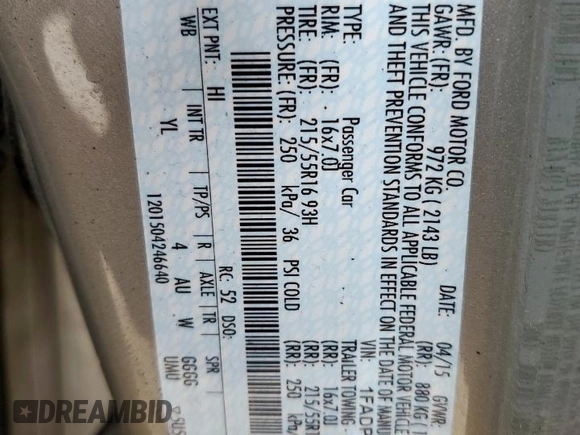 MFD. BY FORD MOTOR CO.
DATE: 04/15 GVWR:
GAWR: (FR): 972 KG ( 2143 LB) (RR): 880 KG (
THIS VEHICLE CONFORMS TO ALL APPLICABLE FEDERAL MOTOR VEHICLE
AND THEFT PREVENTION STANDARDS IN EFFECT ON THE DATE OF MANU
VIN: 1FADP
Passenger Car TRAILER TOWING
RIM: (FR): 16x7.0J (RR): 16x7.0J
TIRE: (FR): 215/55R16 93H (RR): 215/55R1
PRESSURE: (FR): 250 kPa/ 36 PSI COLD (RR): 250 kPa/
RC: 52 DSO:
EXT PNT: HI
WB INT TR TP/PS R AXLE TR SPR
YL 4 AU W GGGG
1201504246640 UMU
DREAMBID